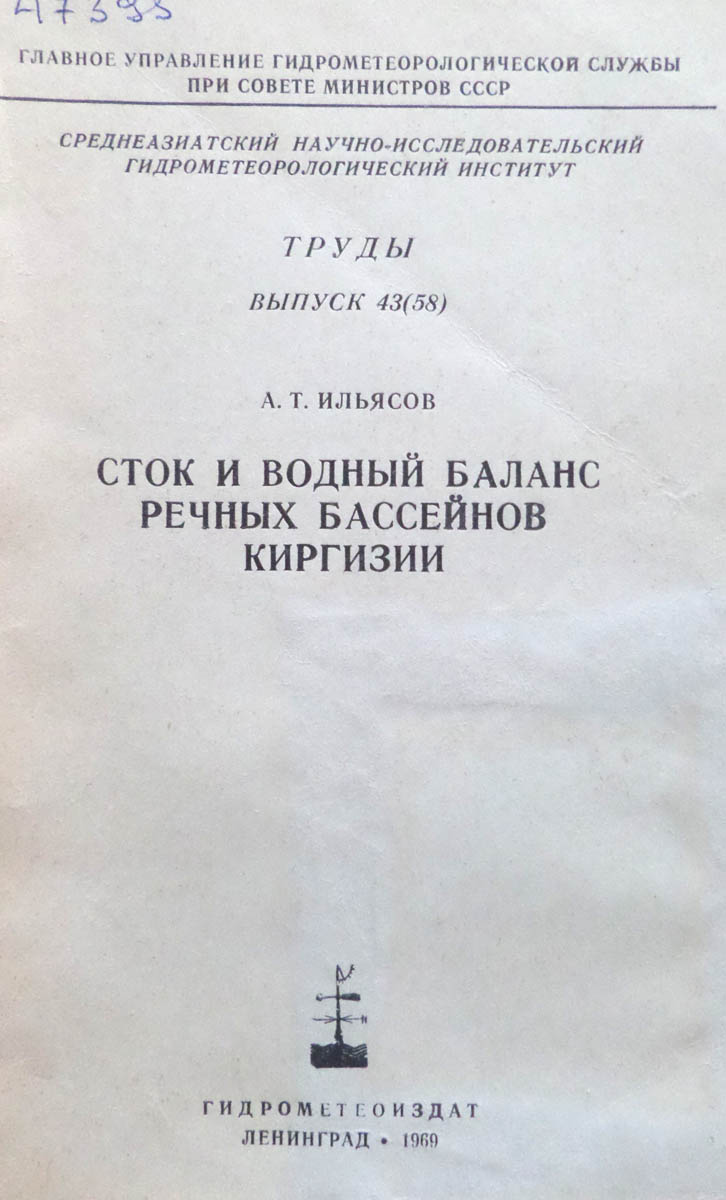 47395
ГЛАВНОЕ УПРАВЛЕНИЕ ГИДРОМЕТЕОРОЛОГИЧЕСКОЙ СЛУЖБЫ
ПРИ СОВЕТЕ МИНИСТРОВ СССР
СРЕДНЕАЗИАТСКИЙ НАУЧНО-ИССЛЕДОВАТЕЛЬСКИЙ
ГИДРОМЕТЕОРОЛОГИЧЕСКИЙ ИНСТИТУТ
ТРУДЫ
ВЫПУСК 43(58)
А. Т. ИЛЬЯСОВ
СТОК И ВОДНЫЙ БАЛАНС
РЕЧНЫХ БАССЕЙНОВ
КИРГИЗИИ
ГИДРОМЕТЕОИЗДАТ
ЛЕНИНГРАД • 1969